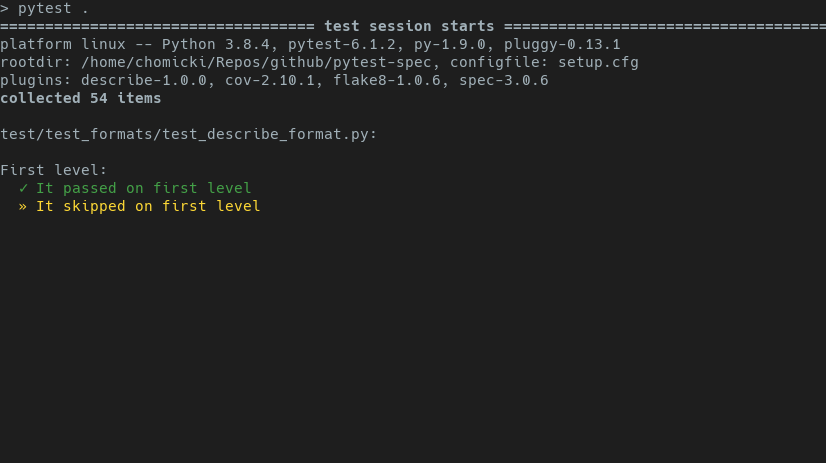 > pytest .
=================================== test session starts ====================================
platform linux -- Python 3.8.4, pytest-6.1.2, py-1.9.0, pluggy-0.13.1
rootdir: /home/chomicki/Repos/github/pytest-spec, configfile: setup.cfg
plugins: describe-1.0.0, cov-2.10.1, flake8-1.0.6, spec-3.0.6
collected 54 items
test/test_formats/test_describe_format.py:
First level:
✓ It passed on first level
» It skipped on first level